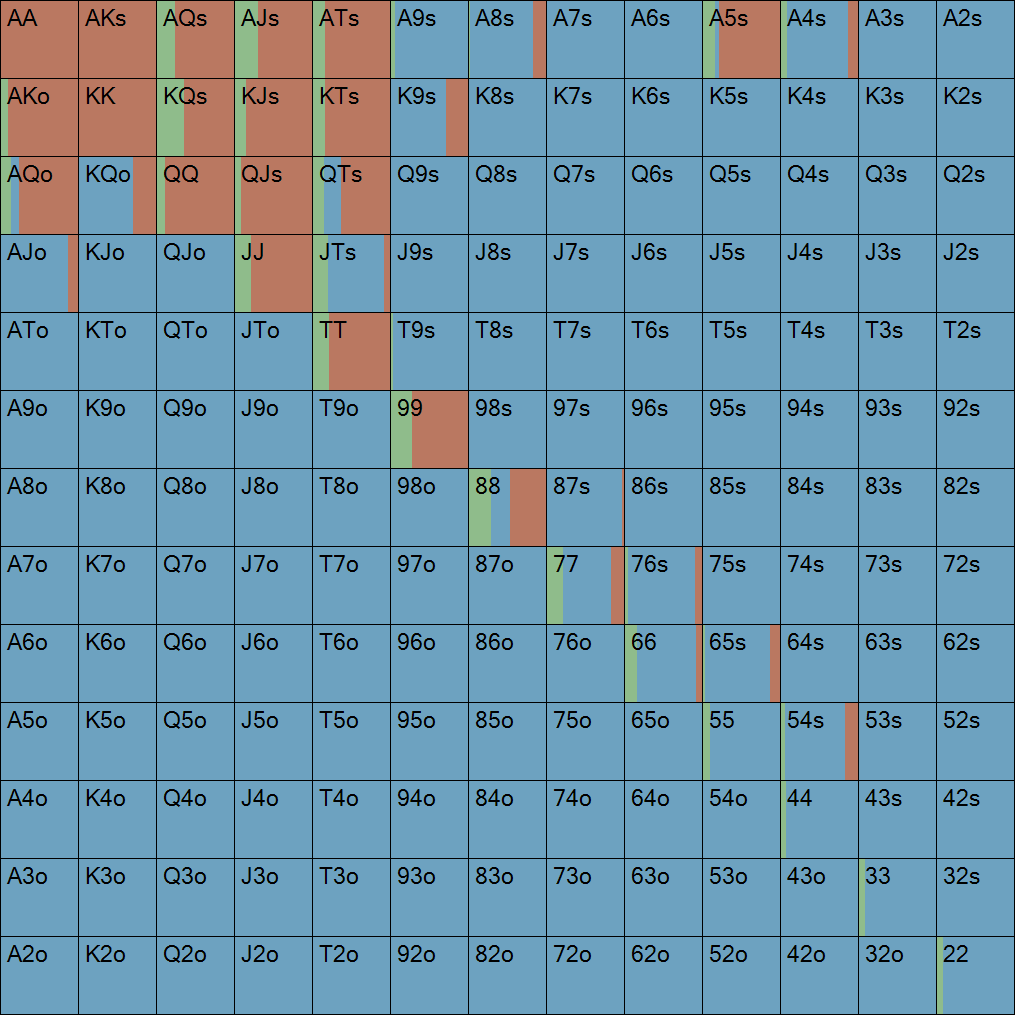 AA AKs AQs AJs ATs A9s A8s A7s A6s A5s A4s A3s A2s
AKo KK KQs KJs KTs K9s K8s K7s K6s K5s K4s K3s K2s
AQo KQo QQ QJs QTs Q9s Q8s Q7s Q6s Q5s Q4s Q3s Q2s
AJo KJo QJo JJ JTs J9s J8s J7s J6s J5s J4s J3s J2s
ATo KTo QTo JTo TT T9s T8s T7s T6s T5s T4s T3s T2s
A9o K9o Q9o J9o T9o 99 98s 97s 96s 95s 94s 93s 92s
A8o K8o Q8o J8o T8o 98o 88 87s 86s 85s 84s 83s 82s
A7o K7o Q7o J7o T7o 97o 87o 77 76s 75s 74s 73s 72s
A6o K6o Q6o J6o T6o 96o 86o 76o 66 65s 64s 63s 62s
A5o K5o Q5o J5o T5o 95o 85o 75o 65o 55 54s 53s 52s
A4o K4o Q4o J4o T4o 94o 84o 74o 64o 54o 44 43s 42s
A3o K3o Q3o J3o T3o 93o 83o 73o 63o 53o 43o 33 32s
A2o K2o Q2o J2o T2o 92o 82o 72o 62o 52o 42o 32o 22